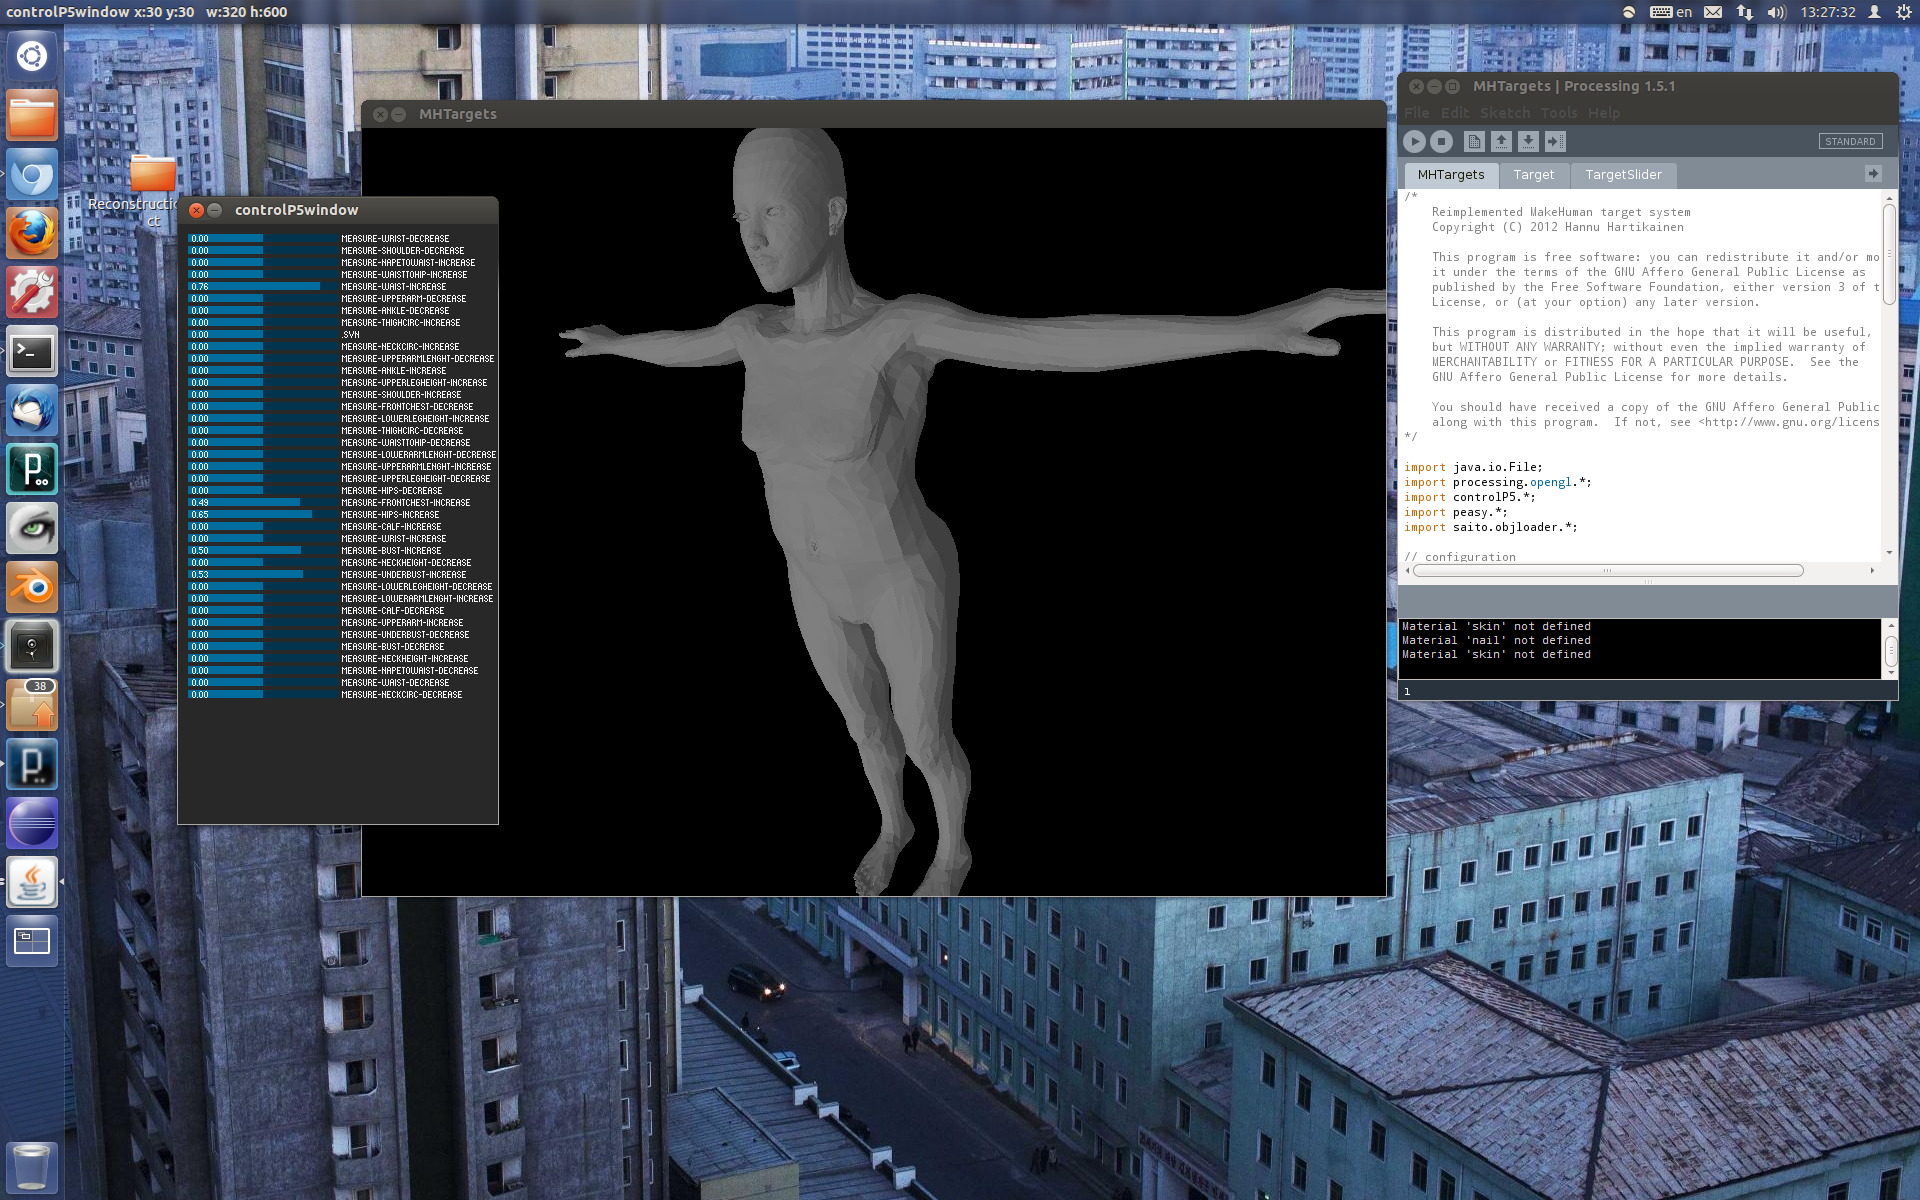 controlP5window x:30 y:30   w:320 h:600
en
13:27:32
Reconstructi
ct
38
MHTargets
controlP5window
0.00 MEASURE-WRIST-DECREASE
0.00 MEASURE-SHOULDER-DECREASE
0.00 MEASURE-NAPETOWAIST-INCREASE
0.00 MEASURE-WAISTTOHIP-INCREASE
0.76 MEASURE-WAIST-INCREASE
0.00 MEASURE-UPPERARM-DECREASE
0.00 MEASURE-ANKLE-DECREASE
0.00 MEASURE-THIGHCIRC-INCREASE
0.00 .SVN
0.00 MEASURE-NECKCIRC-INCREASE
0.00 MEASURE-UPPERARMLENGHT-DECREASE
0.00 MEASURE-ANKLE-INCREASE
0.00 MEASURE-UPPERLEGHEIGHT-INCREASE
0.00 MEASURE-SHOULDER-INCREASE
0.00 MEASURE-FRONTCHEST-DECREASE
0.00 MEASURE-LOWERLEGHEIGHT-INCREASE
0.00 MEASURE-THIGHCIRC-DECREASE
0.00 MEASURE-WAISTTOHIP-DECREASE
0.00 MEASURE-LOWERARMLENGHT-DECREASE
0.00 MEASURE-UPPERARMLENGHT-INCREASE
0.00 MEASURE-UPPERLEGHEIGHT-DECREASE
0.00 MEASURE-HIPS-DECREASE
0.49 MEASURE-FRONTCHEST-INCREASE
0.65 MEASURE-HIPS-INCREASE
0.00 MEASURE-CALF-INCREASE
0.00 MEASURE-WRIST-INCREASE
0.50 MEASURE-BUST-INCREASE
0.00 MEASURE-NECKHEIGHT-DECREASE
0.53 MEASURE-UNDERBUST-INCREASE
0.00 MEASURE-LOWERLEGHEIGHT-DECREASE
0.00 MEASURE-LOWERARMLENGHT-INCREASE
0.00 MEASURE-CALF-DECREASE
0.00 MEASURE-UPPERARM-INCREASE
0.00 MEASURE-UNDERBUST-DECREASE
0.00 MEASURE-BUST-DECREASE
0.00 MEASURE-NECKHEIGHT-INCREASE
0.00 MEASURE-NAPETOWAIST-DECREASE
0.00 MEASURE-WAIST-DECREASE
0.00 MEASURE-NECKCIRC-DECREASE
MHTargets | Processing 1.5.1
File Edit Sketch Tools Help
STANDARD
MHTargets Target TargetSlider
/*
Reimplemented MakeHuman target system
Copyright (C) 2012 Hannu Hartikainen
This program is free software: you can redistribute it and/or mo
it under the terms of the GNU Affero General Public License as
published by the Free Software Foundation, either version 3 of t
License, or (at your option) any later version.
This program is distributed in the hope that it will be useful,
but WITHOUT ANY WARRANTY; without even the implied warranty of
MERCHANTABILITY or FITNESS FOR A PARTICULAR PURPOSE.  See the
GNU Affero General Public License for more details.
You should have received a copy of the GNU Affero General Public
along with this program.  If not, see <http://www.gnu.org/licens
*/
import java.io.File;
import processing.opengl.*;
import controlP5.*;
import peasy.*;
import saito.objloader.*;
// configuration
Material 'skin' not defined
Material 'nail' not defined
Material 'skin' not defined
1